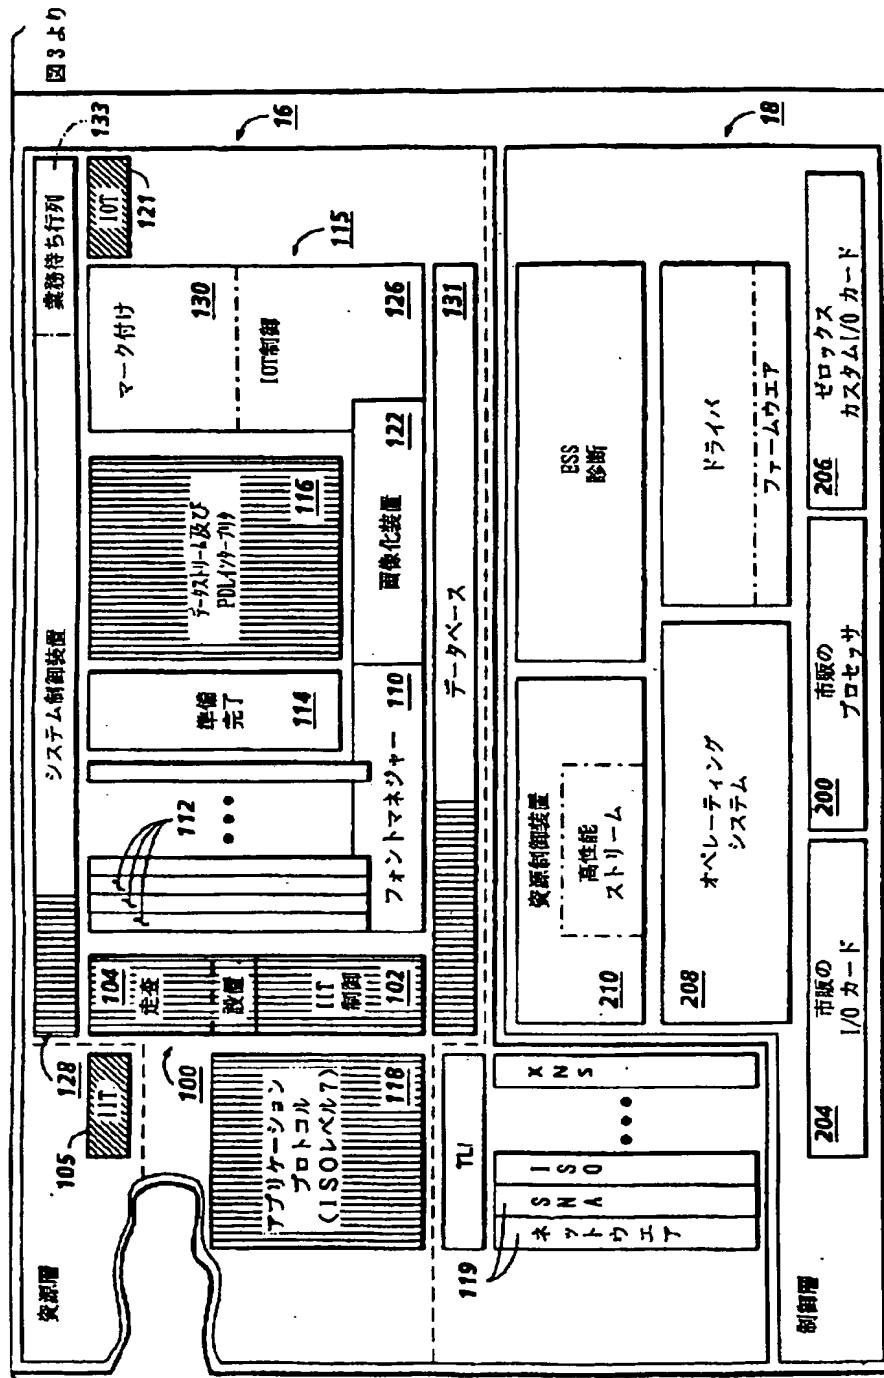 図3より
資源層
105
IIT
128
システム制御装置
業務待ち行列
133
IOT
121
16
100
104
走査
設置
IIT
制御
102
112
フォントマネジャー
110
準備
完了
114
データストリーム及び
PDLインタープリタ
116
画像化装置
122
マーク付け
130
IOT制御
126
115
アプリケーション
プロトコル
(ISOレベル7)
118
データベース
131
TLI
119
ネットウエア
SNA
ISO
XNS
資源制御装置
高性能
ストリーム
210
ESS
診断
18
オペレーティング
システム
208
ドライバ
ファームウエア
制御層
市販の
I/O カード
204
市販の
プロセッサ
200
ゼロックス
カスタムI/O カード
206